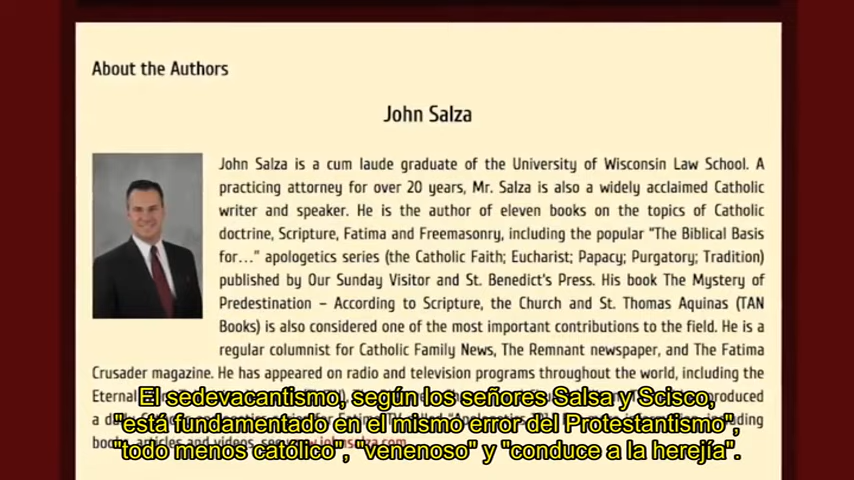 About the Authors
John Salza
John Salza is a cum laude graduate of the University of Wisconsin Law School. A
practicing attorney for over 20 years, Mr. Salza is also a widely acclaimed Catholic
writer and speaker. He is the author of eleven books on the topics of Catholic
doctrine, Scripture, Fatima and Freemasonry, including the popular “The Biblical Basis
for…” apologetics series (the Catholic Faith; Eucharist; Papacy; Purgatory; Tradition)
published by Our Sunday Visitor and St. Benedict’s Press. His book The Mystery of
Predestination – According to Scripture, the Church and St. Thomas Aquinas (TAN
Books) is also considered one of the most important contributions to the field. He is a
regular columnist for Catholic Family News, The Remnant newspaper, and The Fatima
Crusader magazine. He has appeared on radio and television programs throughout the world, including the
El sedevacantismo, según los señores Salsa y Scisco,
"está fundamentado en el mismo error del Protestantismo",
"todo menos católico", "venenoso" y "conduce a la herejía".